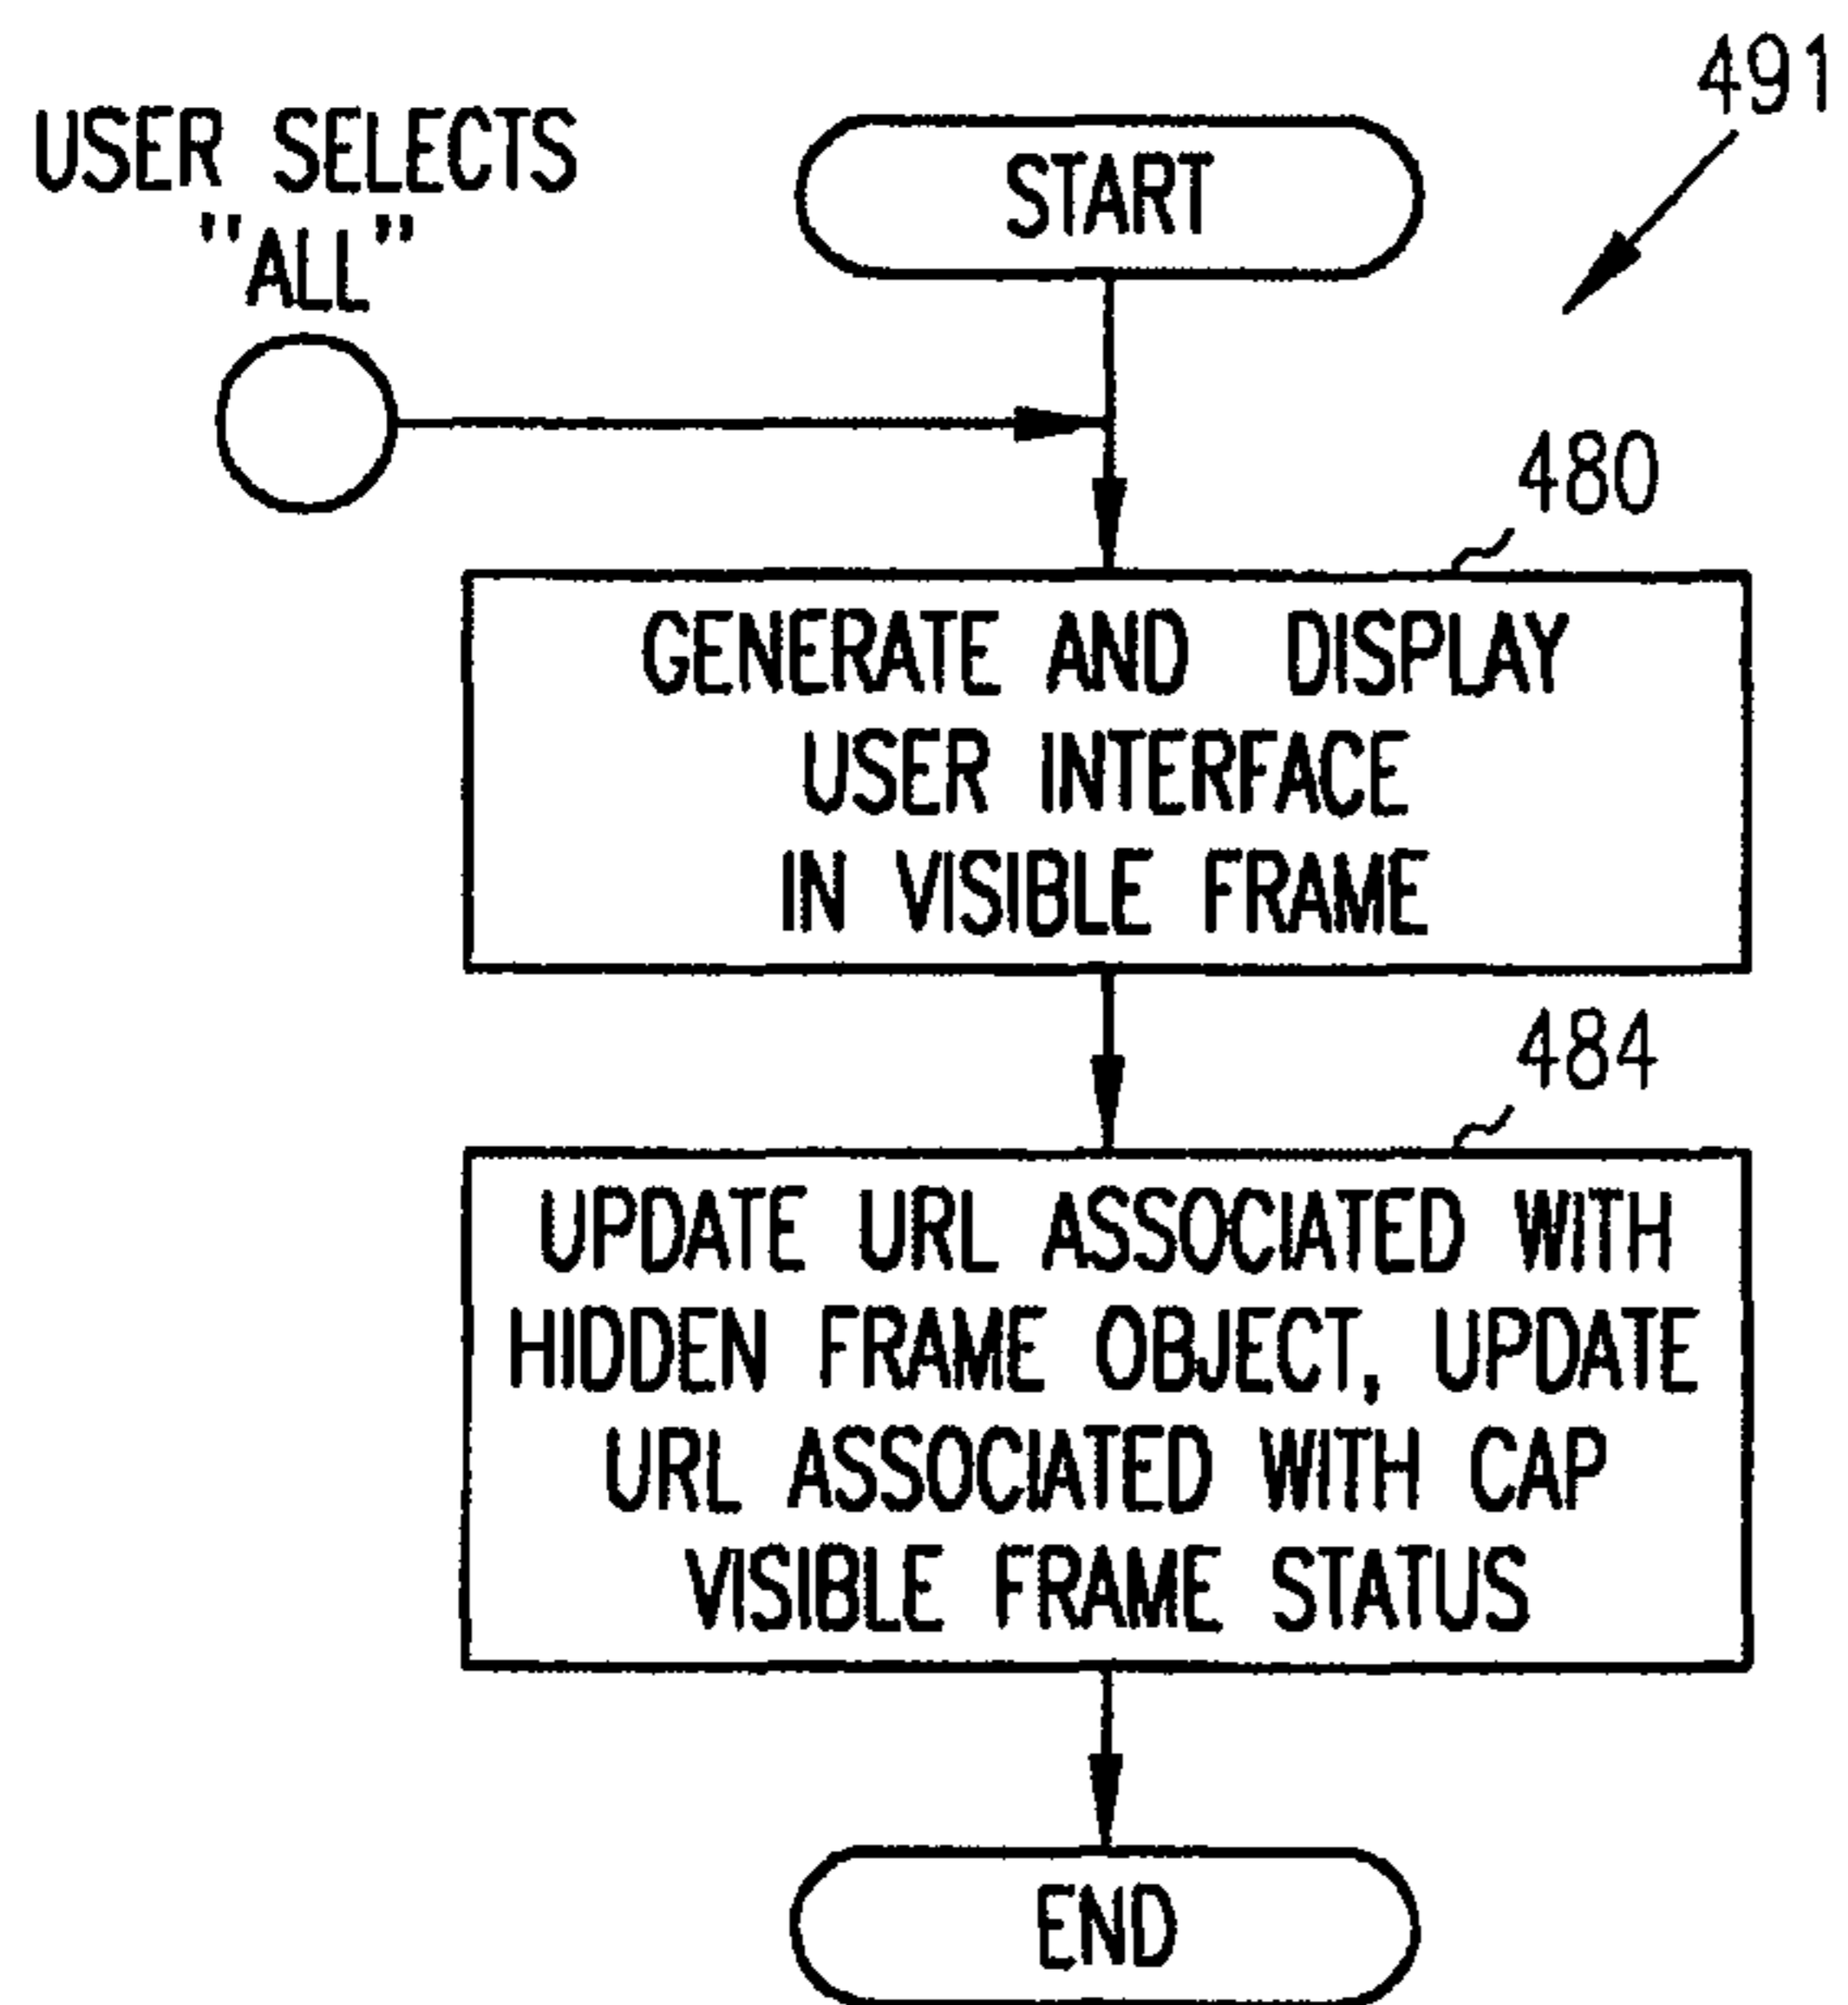 491
USER SELECTS
"ALL"
START
480
GENERATE AND DISPLAY
USER INTERFACE
IN VISIBLE FRAME
484
UPDATE URL ASSOCIATED WITH
HIDDEN FRAME OBJECT, UPDATE
URL ASSOCIATED WITH CAP
VISIBLE FRAME STATUS
END